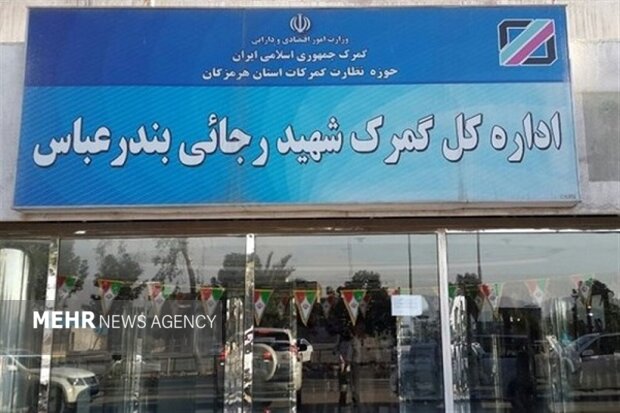 وزارت امور اقتصادی و دارایی
گمرک جمهوری اسلامی ایران
حوزه نظارت گمرکات استان هرمزگان
اداره کل گمرک شهید رجائی بندرعباس
MEHR NEWS AGENCY